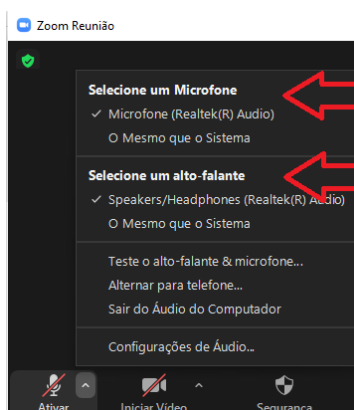 Zoom Reunião
Selecione um Microfone
Microfone (Realtek(R) Audio)
O Mesmo que o Sistema
Selecione um alto-falante
Speakers/Headphones (Realtek(R) Audio)
O Mesmo que o Sistema
Teste o alto-falante & microfone...
Alternar para telefone...
Sair do Áudio do Computador
Configurações de Áudio...
Ativar Iniciar Vídeo Segurança